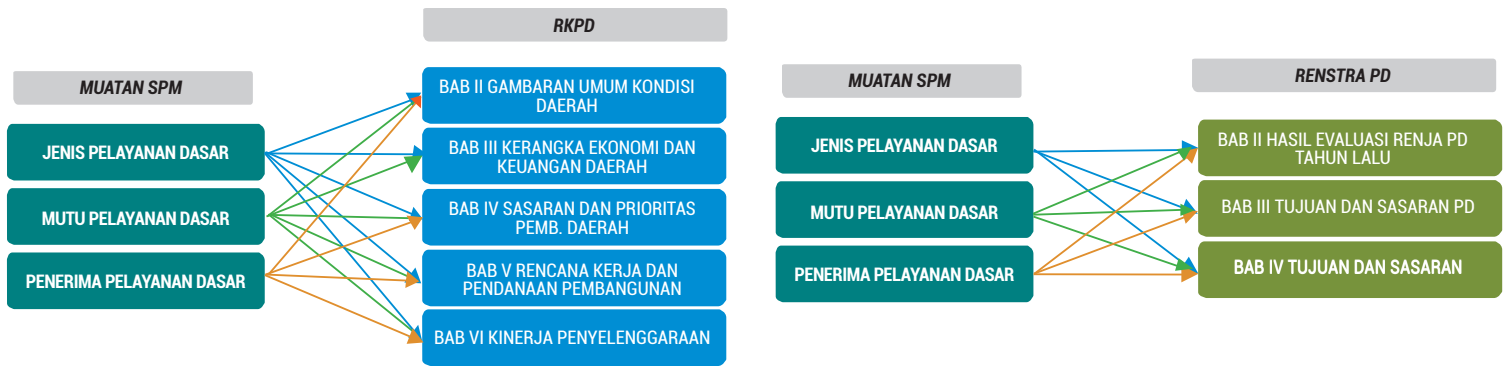 RKPD
MUATAN SPM
JENIS PELAYANAN DASAR
MUTU PELAYANAN DASAR
PENERIMA PELAYANAN DASAR
BAB II GAMBARAN UMUM KONDISI
DAERAH
BAB III KERANGKA EKONOMI DAN
KEUANGAN DAERAH
BAB IV SASARAN DAN PRIORITAS
PEMB. DAERAH
BAB V RENCANA KERJA DAN
PENDANAAN PEMBANGUNAN
BAB VI KINERJA PENYELENGGARAAN
MUATAN SPM
JENIS PELAYANAN DASAR
MUTU PELAYANAN DASAR
PENERIMA PELAYANAN DASAR
RENSTRA PD
BAB II HASIL EVALUASI RENJA PD
TAHUN LALU
BAB III TUJUAN DAN SASARAN PD
BAB IV TUJUAN DAN SASARAN